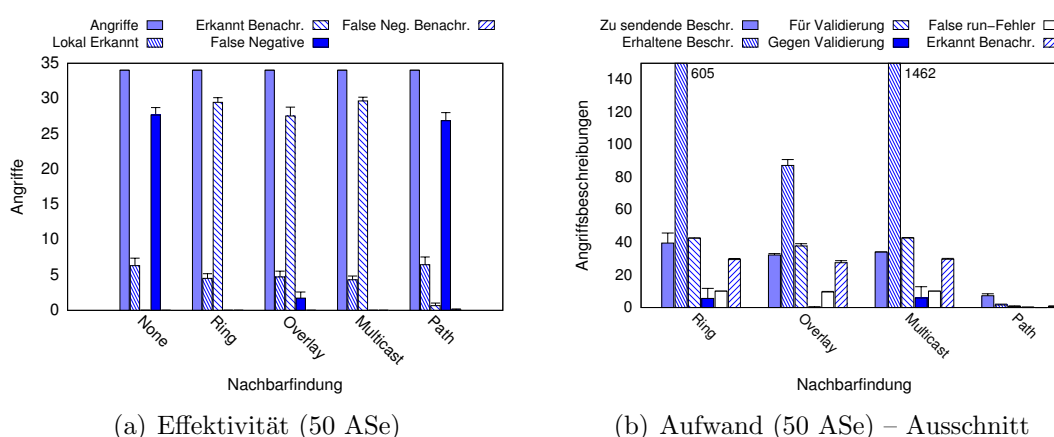 Angriffe Erkannt Benachr. False Neg. Benachr.
Lokal Erkannt False Negative
35
30
25
20
15
10
5
0
Angriffe
None Ring Overlay Multicast Path
Nachbarfindung
(a) Effektivität (50 ASe)
Zu sendende Beschr. Für Validierung False run−Fehler
Erhaltene Beschr. Gegen Validierung Erkannt Benachr.
605 1462
140
120
100
80
60
40
20
0
Angriffsbeschreibungen
Ring Overlay Multicast Path
Nachbarfindung
(b) Aufwand (50 ASe) – Ausschnitt